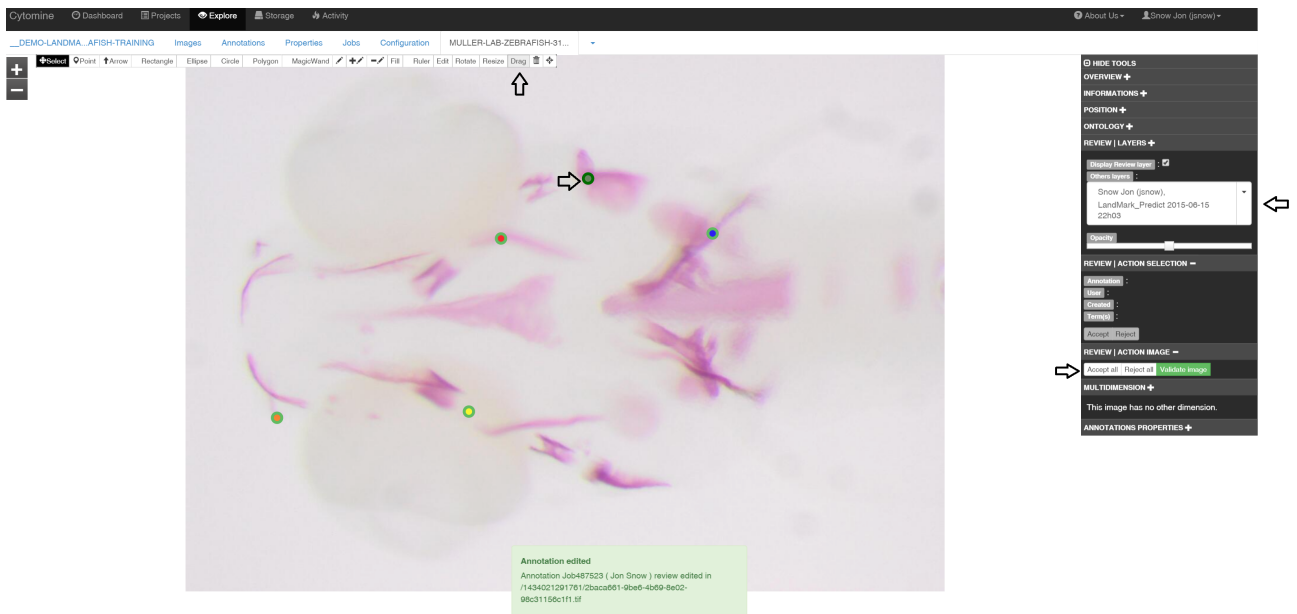 Cytomine Dashboard Projects Explore Storage Activity About Us Snow Jon (jsnow)
__DEMO-LANDMA...AFISH-TRAINING Images Annotations Properties Jobs Configuration MULLER-LAB-ZEBRAFISH-31...
Select Point Arrow Rectangle Ellipse Circle Polygon MagicWand Fill Ruler Edit Rotate Resize Drag
HIDE TOOLS
OVERVIEW
INFORMATIONS
POSITION
ONTOLOGY
REVIEW | LAYERS
Display Review layer :
Others layers :
Snow Jon (jsnow),
LandMark_Predict 2015-06-15
22h03
Opacity
REVIEW | ACTION SELECTION
Annotation :
User :
Created :
Term(s) :
Accept Reject
REVIEW | ACTION IMAGE
Accept all Reject all Validate image
MULTIDIMENSION
This image has no other dimension.
ANNOTATIONS PROPERTIES
Annotation edited
Annotation Job487523 ( Jon Snow ) review edited in
/1434021291761/2baca661-9be6-4b69-8e02-
98c31156c1f1.tif